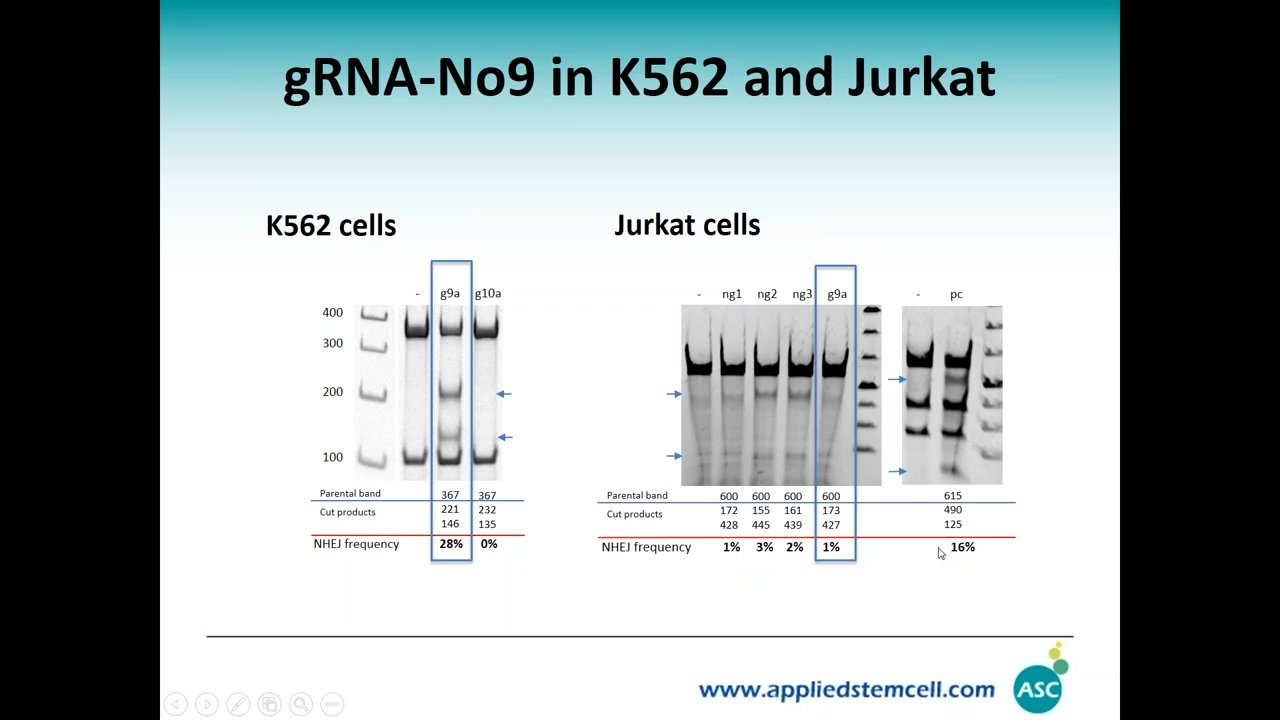 gRNA-No9 in K562 and Jurkat
K562 cells
- g9a g10a
400
300
200
100
Parental band 367 367
Cut products 221 232
146 135
NHEJ frequency 28% 0%
Jurkat cells
- ng1 ng2 ng3 g9a - pc
Parental band 600 600 600 600 615
Cut products 172 155 161 173 490
428 445 439 427 125
NHEJ frequency 1% 3% 2% 1% 16%
www.appliedstemcell.com
ASC